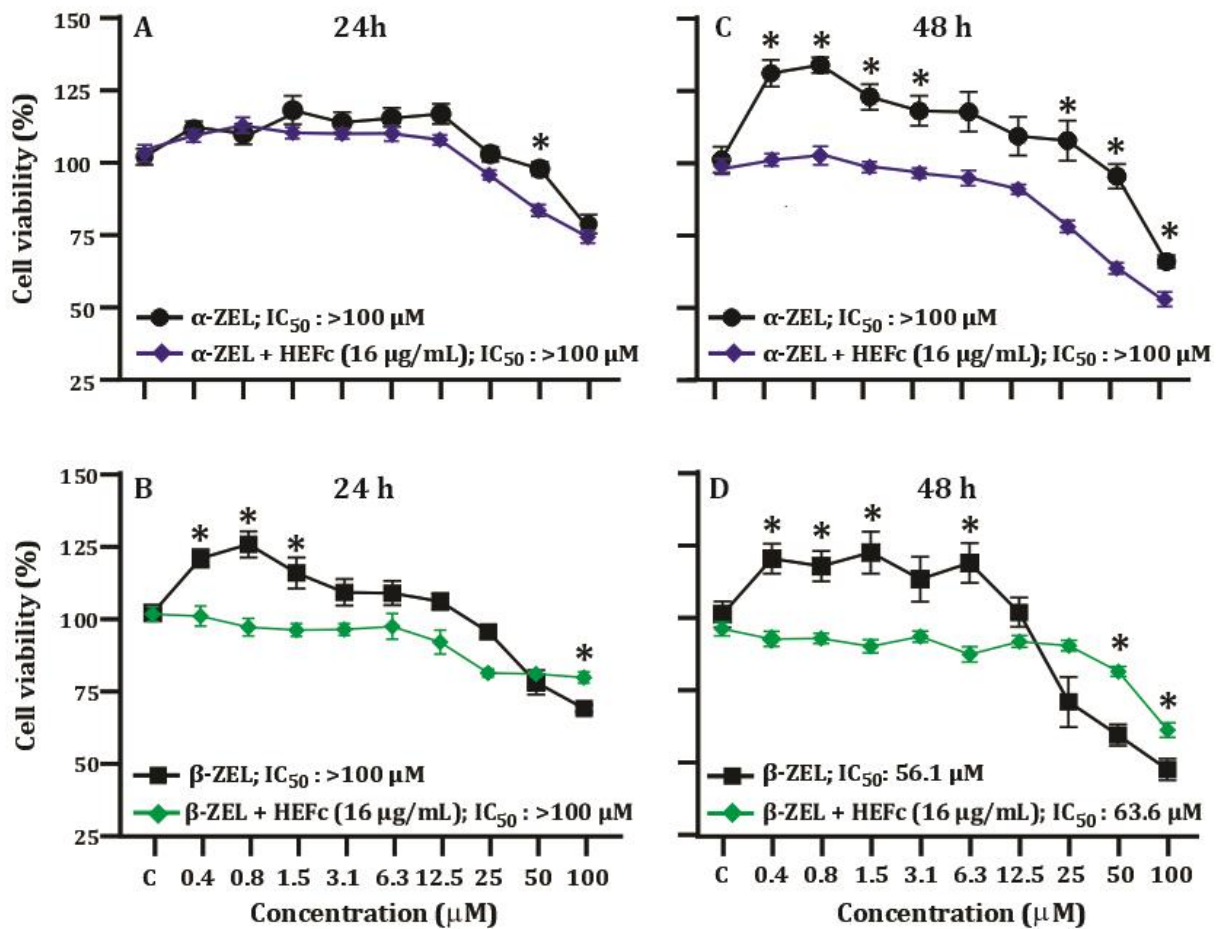 A 24h
150
125
100
75
50
25
Cell viability (%)
*
α-ZEL; IC50 : >100 μM
α-ZEL + HEFc (16 μg/mL); IC50 : >100 μM
C 48 h
* * * * * * *
α-ZEL; IC50 : >100 μM
α-ZEL + HEFc (16 μg/mL); IC50 : >100 μM
B 24 h
150
125
100
75
50
25
Cell viability (%)
* * * *
β-ZEL; IC50 : >100 μM
β-ZEL + HEFc (16 μg/mL); IC50 : >100 μM
C 0.4 0.8 1.5 3.1 6.3 12.5 25 50 100
Concentration (μM)
D 48 h
* * * * * *
β-ZEL; IC50: 56.1 μM
β-ZEL + HEFc (16 μg/mL); IC50 : 63.6 μM
C 0.4 0.8 1.5 3.1 6.3 12.5 25 50 100
Concentration (μM)